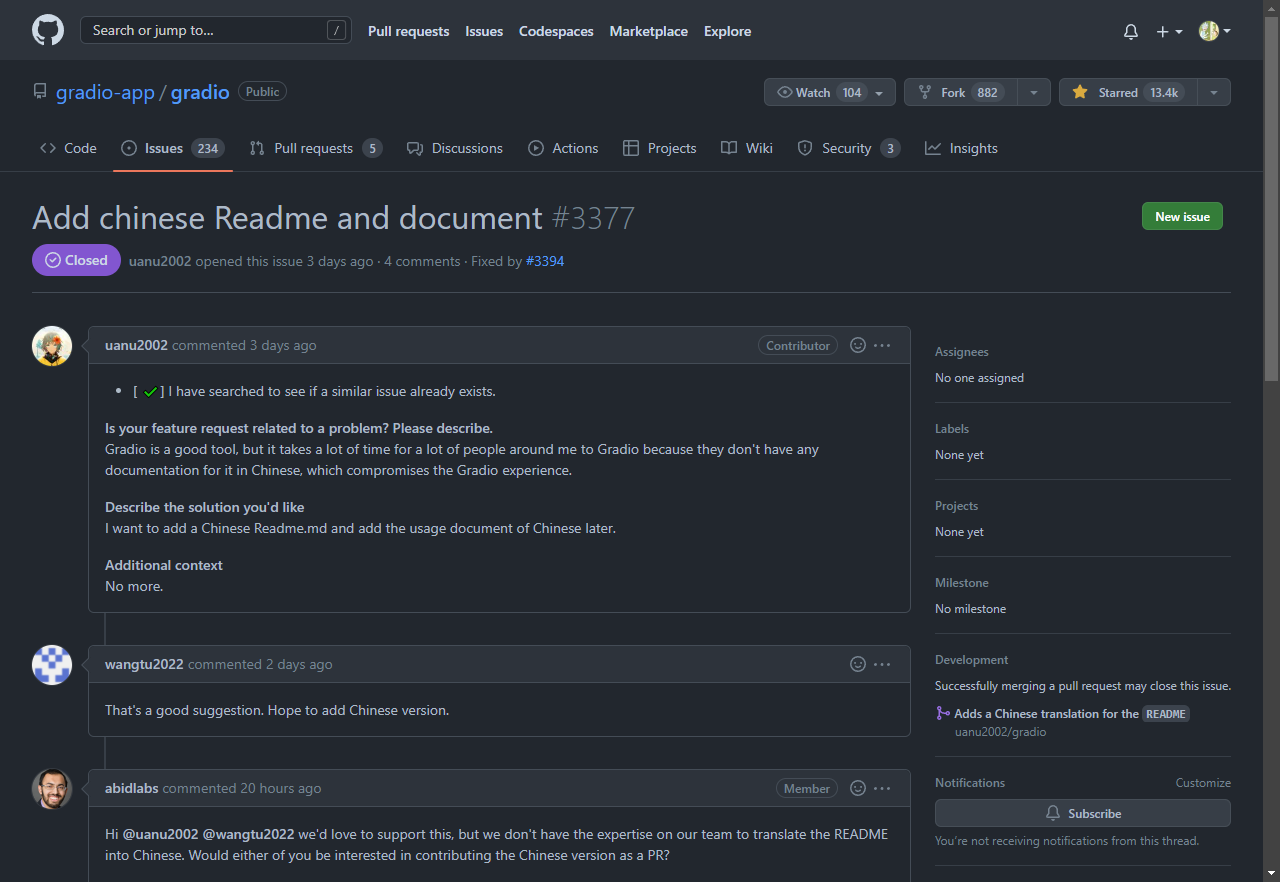 Search or jump to... /
Pull requests Issues Codespaces Marketplace Explore
gradio-app / gradio Public
Watch 104 Fork 882 Starred 13.4k
Code Issues 234 Pull requests 5 Discussions Actions Projects Wiki Security 3 Insights
Add chinese Readme and document #3377
New issue
Closed uanu2002 opened this issue 3 days ago · 4 comments · Fixed by #3394
uanu2002 commented 3 days ago Contributor
[ ] I have searched to see if a similar issue already exists.
Is your feature request related to a problem? Please describe.
Gradio is a good tool, but it takes a lot of time for a lot of people around me to Gradio because they don't have any
documentation for it in Chinese, which compromises the Gradio experience.
Describe the solution you'd like
I want to add a Chinese Readme.md and add the usage document of Chinese later.
Additional context
No more.
wangtu2022 commented 2 days ago
That's a good suggestion. Hope to add Chinese version.
abidlabs commented 20 hours ago Member
Hi @uanu2002 @wangtu2022 we'd love to support this, but we don't have the expertise on our team to translate the README
into Chinese. Would either of you be interested in contributing the Chinese version as a PR?
Assignees
No one assigned
Labels
None yet
Projects
None yet
Milestone
No milestone
Development
Successfully merging a pull request may close this issue.
Adds a Chinese translation for the README
uanu2002/gradio
Notifications Customize
Subscribe
You're not receiving notifications from this thread.